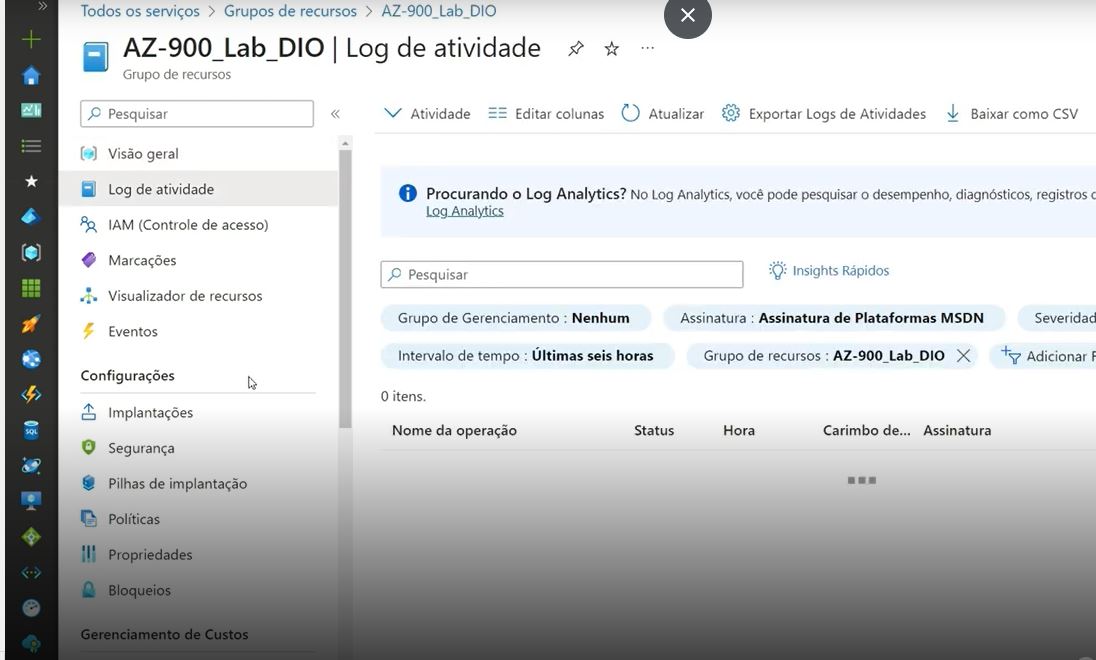 Todos os serviços > Grupos de recursos > AZ-900_Lab_DIO
AZ-900_Lab_DIO | Log de atividade
Grupo de recursos
Pesquisar
Visão geral
Log de atividade
IAM (Controle de acesso)
Marcações
Visualizador de recursos
Eventos
Configurações
Implantações
Segurança
Pilhas de implantação
Políticas
Propriedades
Bloqueios
Gerenciamento de Custos
Atividade Editar colunas Atualizar Exportar Logs de Atividades Baixar como CSV
Procurando o Log Analytics? No Log Analytics, você pode pesquisar o desempenho, diagnósticos, registros
Log Analytics
Pesquisar Insights Rápidos
Grupo de Gerenciamento : Nenhum Assinatura : Assinatura de Plataformas MSDN Severidad
Intervalo de tempo : Últimas seis horas Grupo de recursos : AZ-900_Lab_DIO Adicionar F
0 itens.
Nome da operação Status Hora Carimbo de... Assinatura
SQL